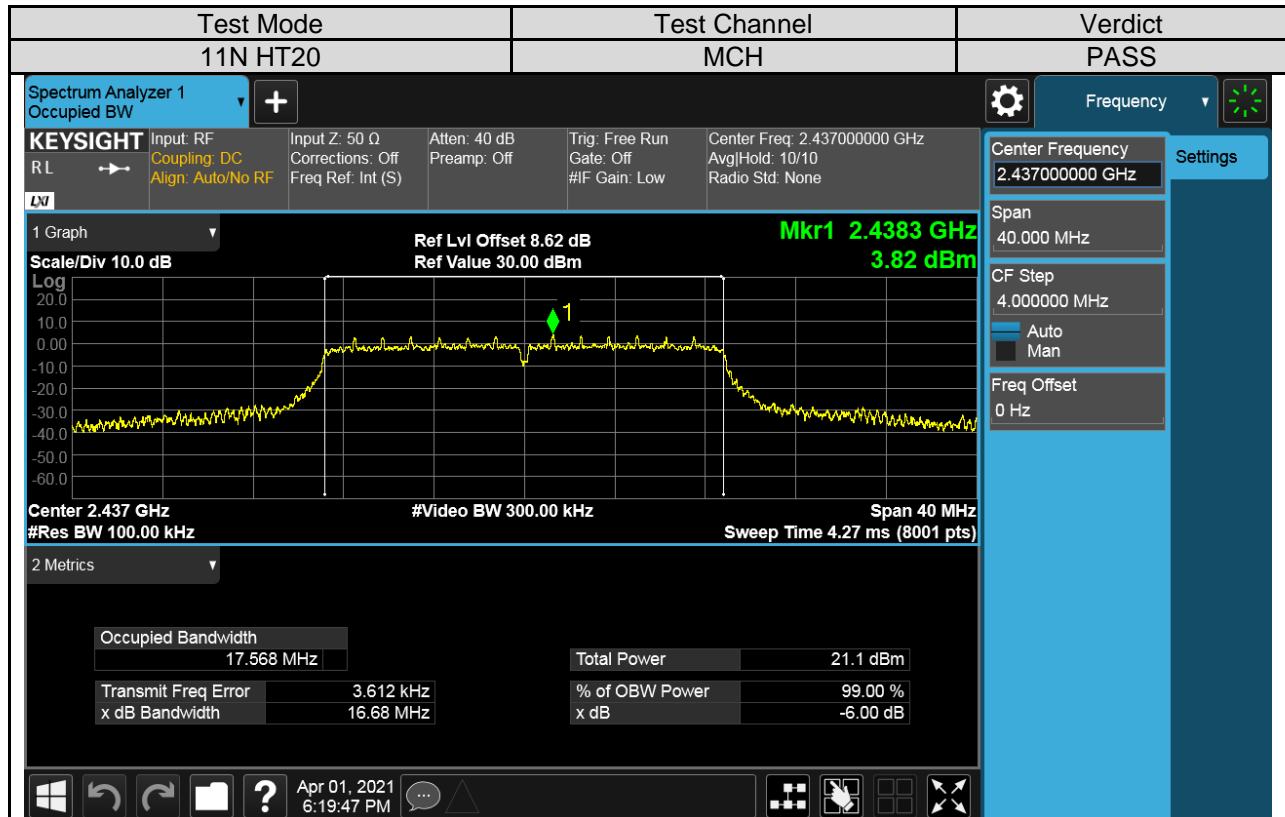 Test Mode Test Channel Verdict
11N HT20 MCH PASS
Spectrum Analyzer 1
Occupied BW
+
Frequency
KEYSIGHT Input: RF Input Z: 50 Ω Atten: 40 dB Trig: Free Run Center Freq: 2.437000000 GHz
R L Coupling: DC Corrections: Off Preamp: Off Gate: Off Avg|Hold: 10/10
Align: Auto/No RF Freq Ref: Int (S) #IF Gain: Low Radio Std: None
LXI
Center Frequency
2.437000000 GHz
Settings
Span
40.000 MHz
CF Step
4.000000 MHz
Auto
Man
Freq Offset
0 Hz
1 Graph
Ref Lvl Offset 8.62 dB
Mkr1 2.4383 GHz
Scale/Div 10.0 dB
Ref Value 30.00 dBm
3.82 dBm
Log
20.0
10.0
0.00
-10.0
-20.0
-30.0
-40.0
-50.0
-60.0
1
Center 2.437 GHz #Video BW 300.00 kHz Span 40 MHz
#Res BW 100.00 kHz Sweep Time 4.27 ms (8001 pts)
2 Metrics
Occupied Bandwidth
17.568 MHz
Total Power 21.1 dBm
Transmit Freq Error 3.612 kHz
% of OBW Power 99.00 %
x dB Bandwidth 16.68 MHz
x dB -6.00 dB
?
Apr 01, 2021
6:19:47 PM